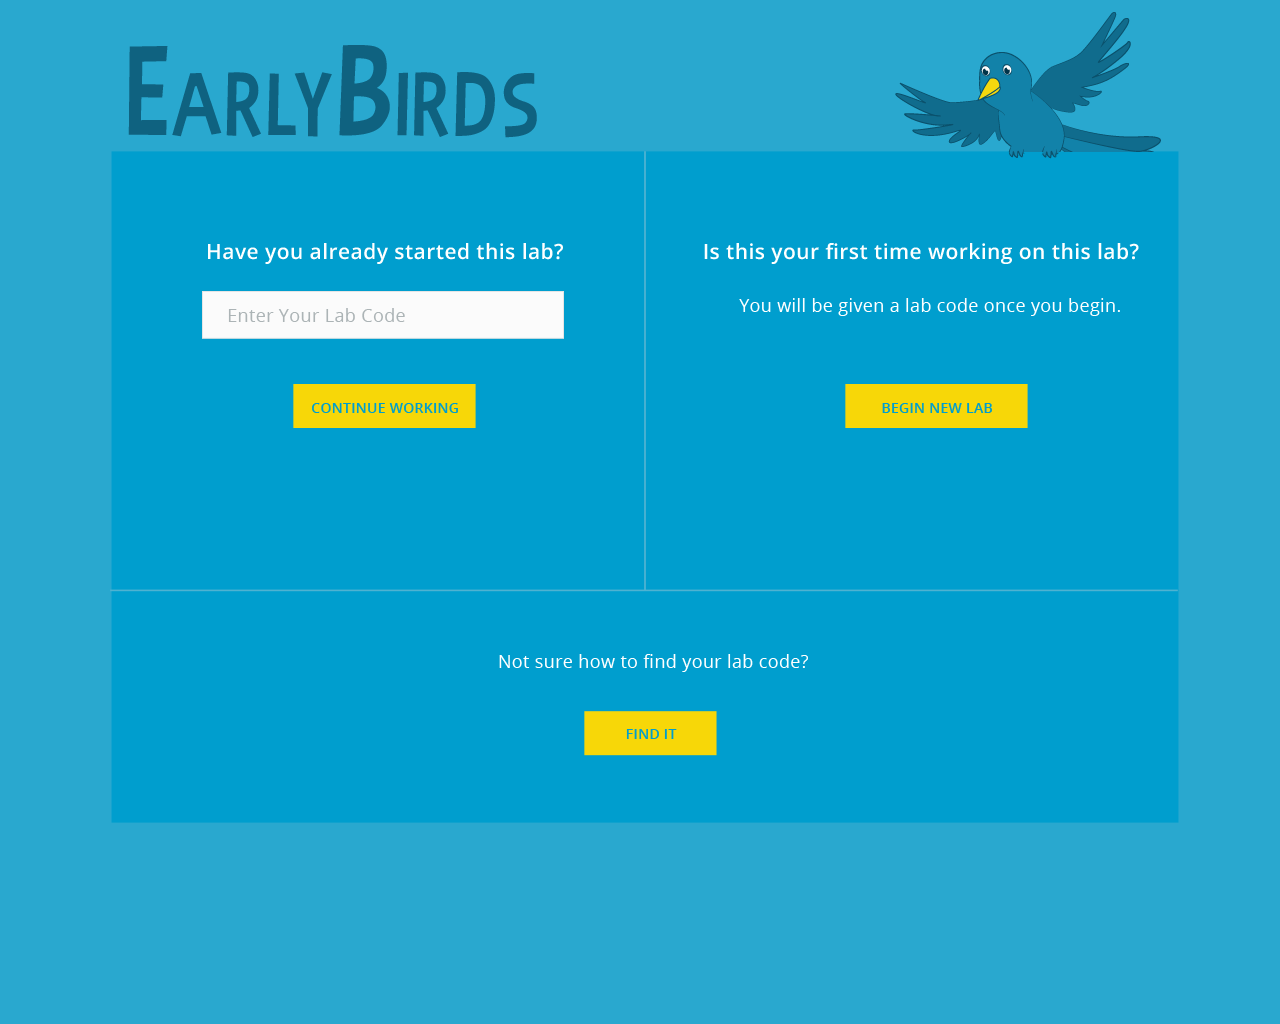 EARLYBIRDS
Have you already started this lab?
Enter Your Lab Code
CONTINUE WORKING
Is this your first time working on this lab?
You will be given a lab code once you begin.
BEGIN NEW LAB
Not sure how to find your lab code?
FIND IT